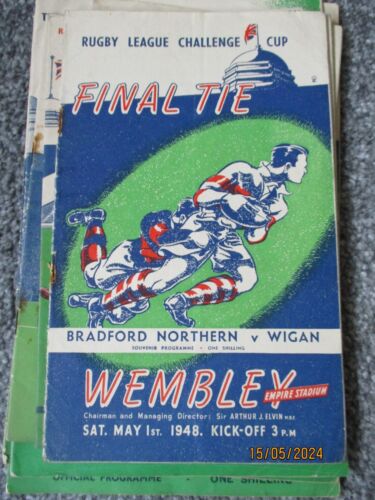 RUGBY LEAGUE CHALLENGE CUP
FINAL TIE
BRADFORD NORTHERN v WIGAN
SOUVENIR PROGRAMME • ONE SHILLING
WEMBLEY
EMPIRE STADIUM
Chairman and Managing Director: Sir ARTHUR J. ELVIN M.B.E.
SAT. MAY 1ST. 1948. KICK-OFF 3 P.M
15/05/2024
OFFICIAL PROGRAMME • ONE SHILLING